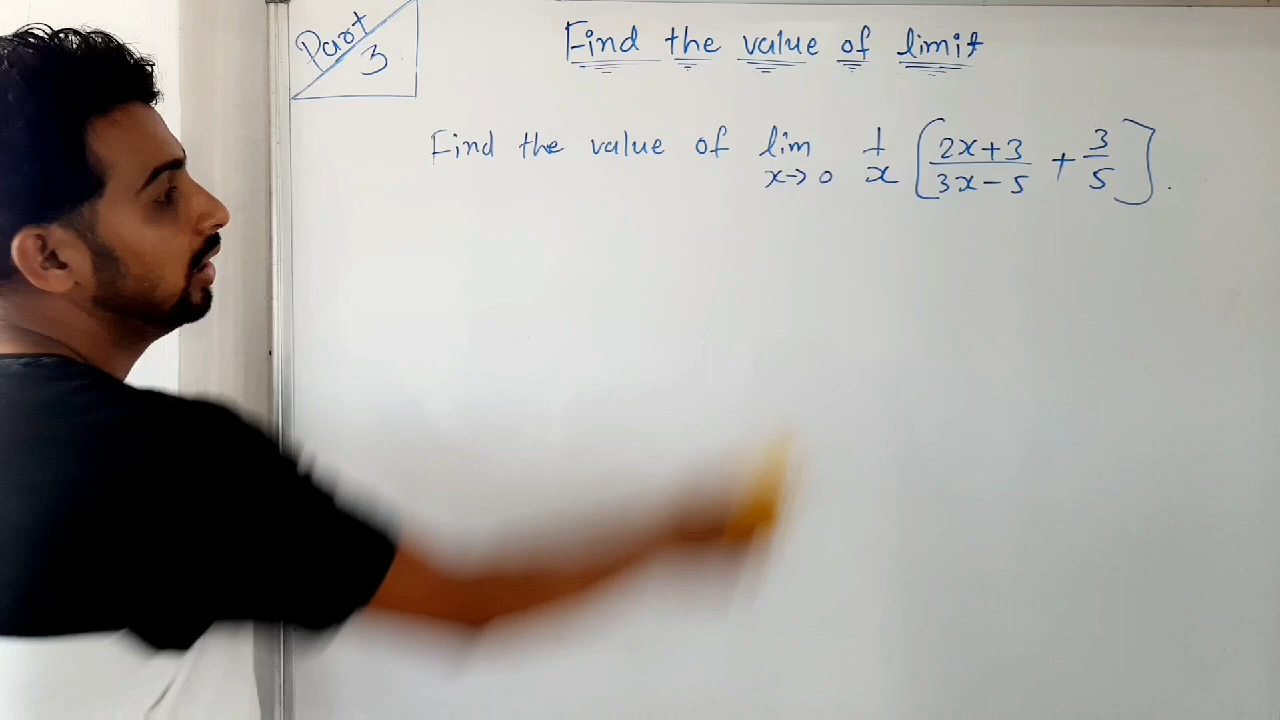 Part 3
Find the value of limit
Find the value of lim x→0 1/x [ (2x+3)/(3x-5) + 3/5 ].